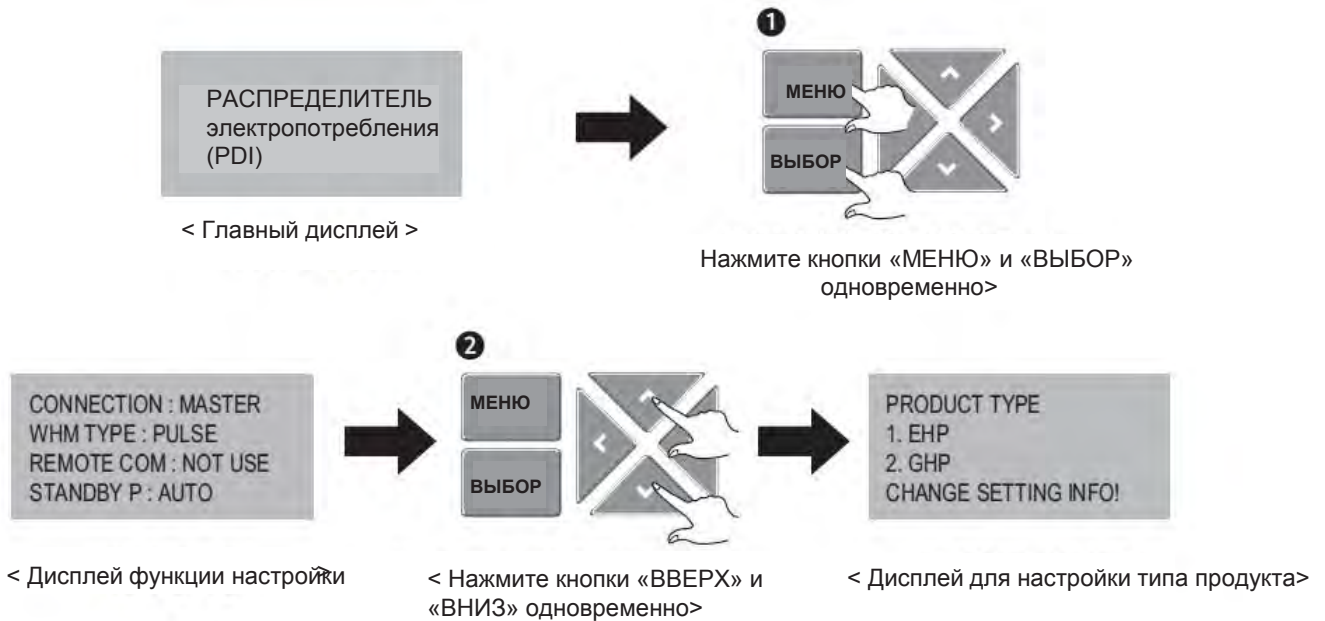 ❶
РАСПРЕДЕЛИТЕЛЬ
электропотребления
(PDI)
< Главный дисплей >
МЕНЮ
ВЫБОР
Нажмите кнопки «МЕНЮ» и «ВЫБОР»
одновременно>
CONNECTION : MASTER
WHM TYPE : PULSE
REMOTE COM : NOT USE
STANDBY P : AUTO
< Дисплей функции настройки>
❷
МЕНЮ
ВЫБОР
< Нажмите кнопки «ВВЕРХ» и
«ВНИЗ» одновременно>
PRODUCT TYPE
1. EHP
2. GHP
CHANGE SETTING INFO!
< Дисплей для настройки типа продукта>